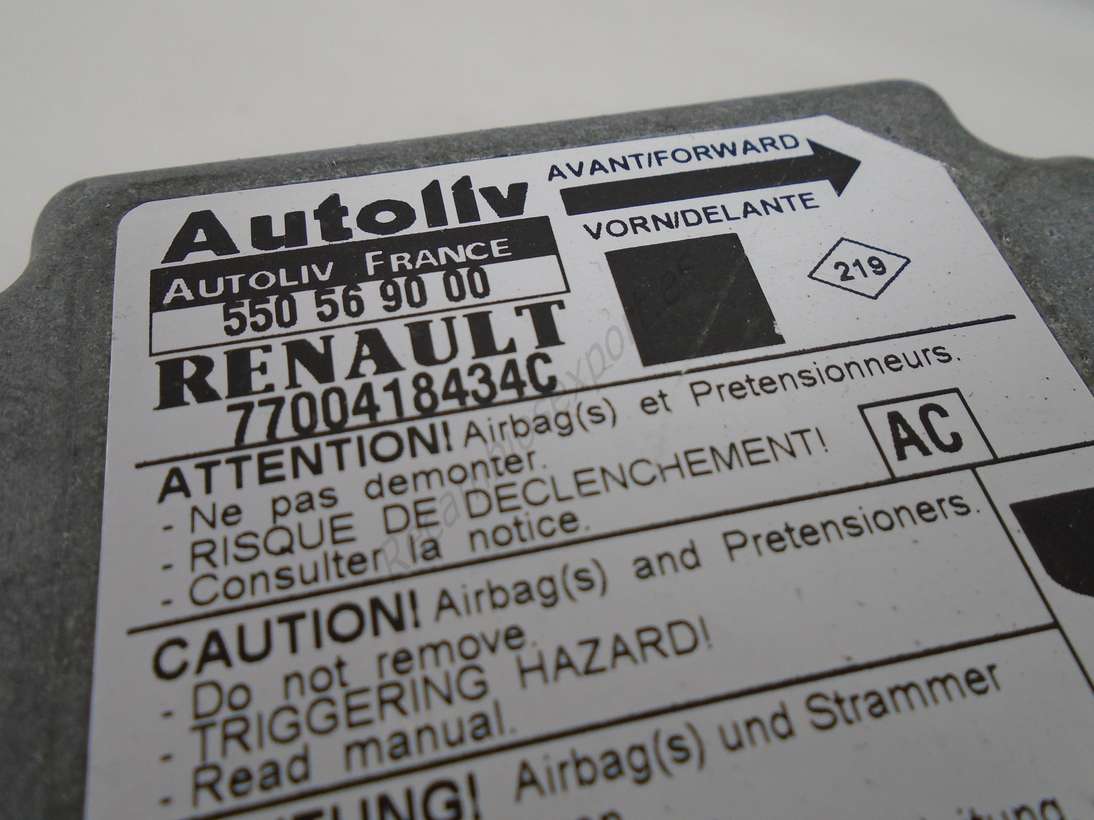 Autoliv
AUTOLIV FRANCE
550 56 90 00
RENAULT
7700418434C
AVANT/FORWARD
VORN/DELANTE
219
ATTENTION! Airbag(s) et Pretensionneurs.
- Ne pas demonter.
- RISQUE DE DECLENCHEMENT!
- Consulter la notice.
AC
CAUTION! Airbag(s) and Pretensioners.
- Do not remove.
- TRIGGERING HAZARD!
- Read manual.
Airbag(s) und Strammer